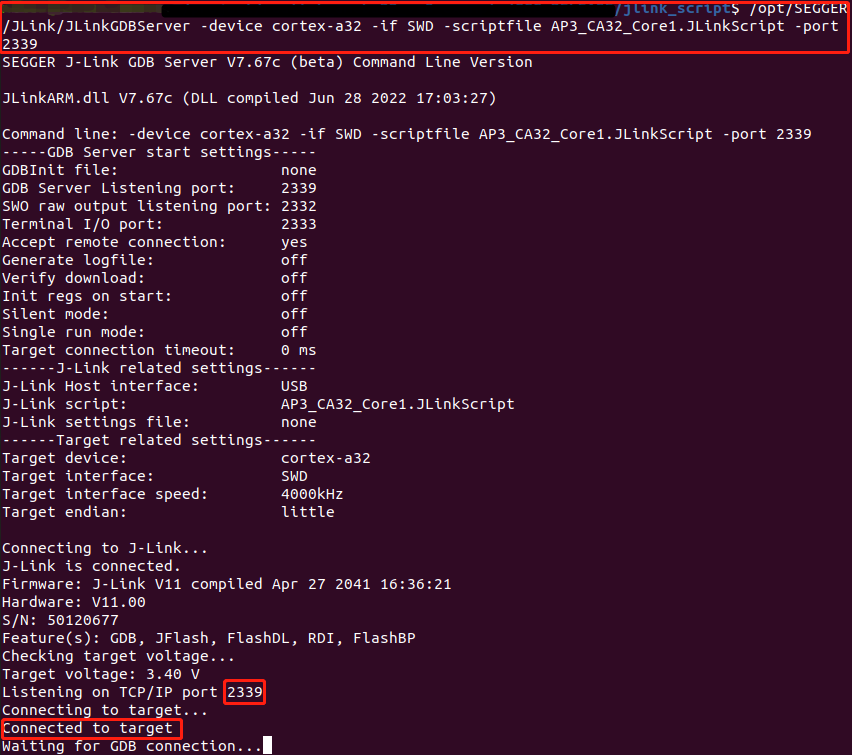 /jlink_script$ /opt/SEGGER
/JLink/JLinkGDBServer -device cortex-a32 -if SWD -scriptfile AP3_CA32_Core1.JLinkScript -port
2339
SEGGER J-Link GDB Server V7.67c (beta) Command Line Version
JLinkARM.dll V7.67c (DLL compiled Jun 28 2022 17:03:27)
Command line: -device cortex-a32 -if SWD -scriptfile AP3_CA32_Core1.JLinkScript -port 2339
-----GDB Server start settings-----
GDBInit file: none
GDB Server Listening port: 2339
SWO raw output listening port: 2332
Terminal I/O port: 2333
Accept remote connection: yes
Generate logfile: off
Verify download: off
Init regs on start: off
Silent mode: off
Single run mode: off
Target connection timeout: 0 ms
------J-Link related settings------
J-Link Host interface: USB
J-Link script: AP3_CA32_Core1.JLinkScript
J-Link settings file: none
------Target related settings------
Target device: cortex-a32
Target interface: SWD
Target interface speed: 4000kHz
Target endian: little
Connecting to J-Link...
J-Link is connected.
Firmware: J-Link V11 compiled Apr 27 2041 16:36:21
Hardware: V11.00
S/N: 50120677
Feature(s): GDB, JFlash, FlashDL, RDI, FlashBP
Checking target voltage...
Target voltage: 3.40 V
Listening on TCP/IP port 2339
Connecting to target...
Connected to target
Waiting for GDB connection...